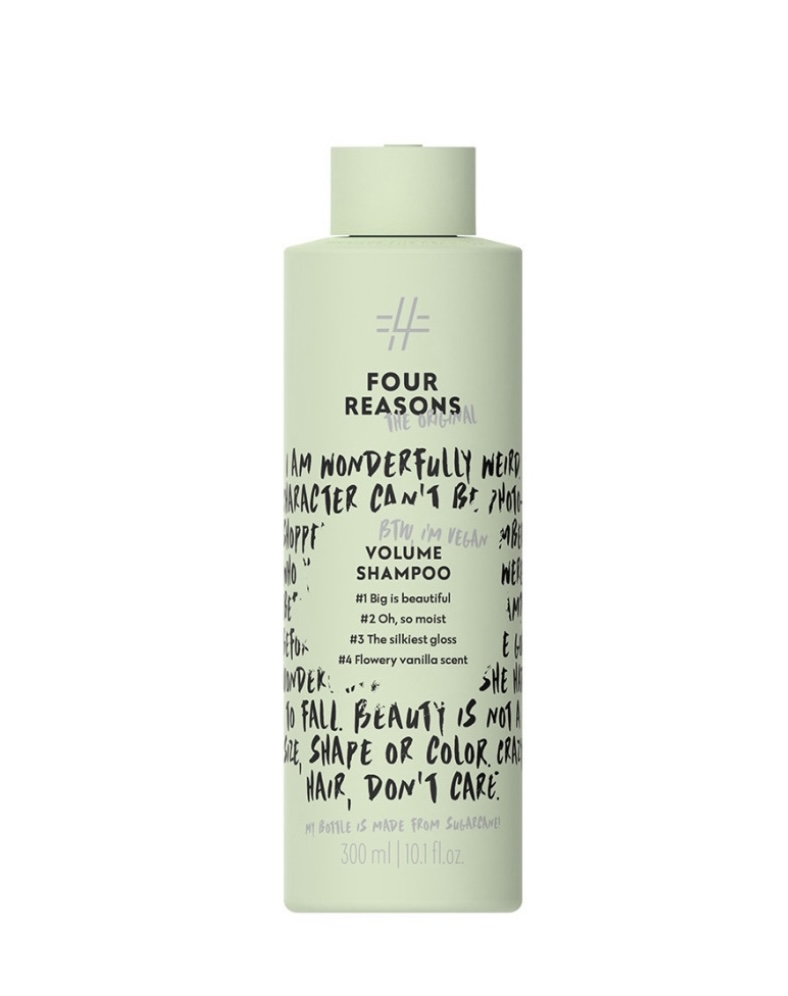 FOUR
REASONS
THE ORIGINAL
I AM WONDERFULLY WEIRD
CHARACTER CAN'T BE PHOTO-
BTW, I'M VEGAN
VOLUME
SHAMPOO
#1 Big is beautiful
#2 Oh, so moist
#3 The silkiest gloss
#4 Flowery vanilla scent
SHE HA
TO FALL. BEAUTY IS NOT A
SIZE, SHAPE OR COLOR. CRAZ
HAIR, DON'T CARE.
MY BOTTLE IS MADE FROM SUGARCANE!
300 ml | 10.1 fl.oz.